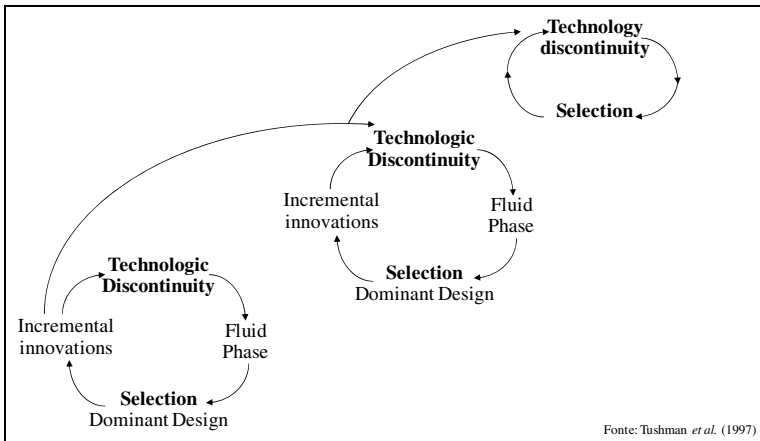 Technology
discontinuity
Selection
Technologic
Discontinuity
Incremental
innovations
Fluid
Phase
Selection
Dominant Design
Technologic
Discontinuity
Incremental
innovations
Fluid
Phase
Selection
Dominant Design
Fonte: Tushman et al. (1997)